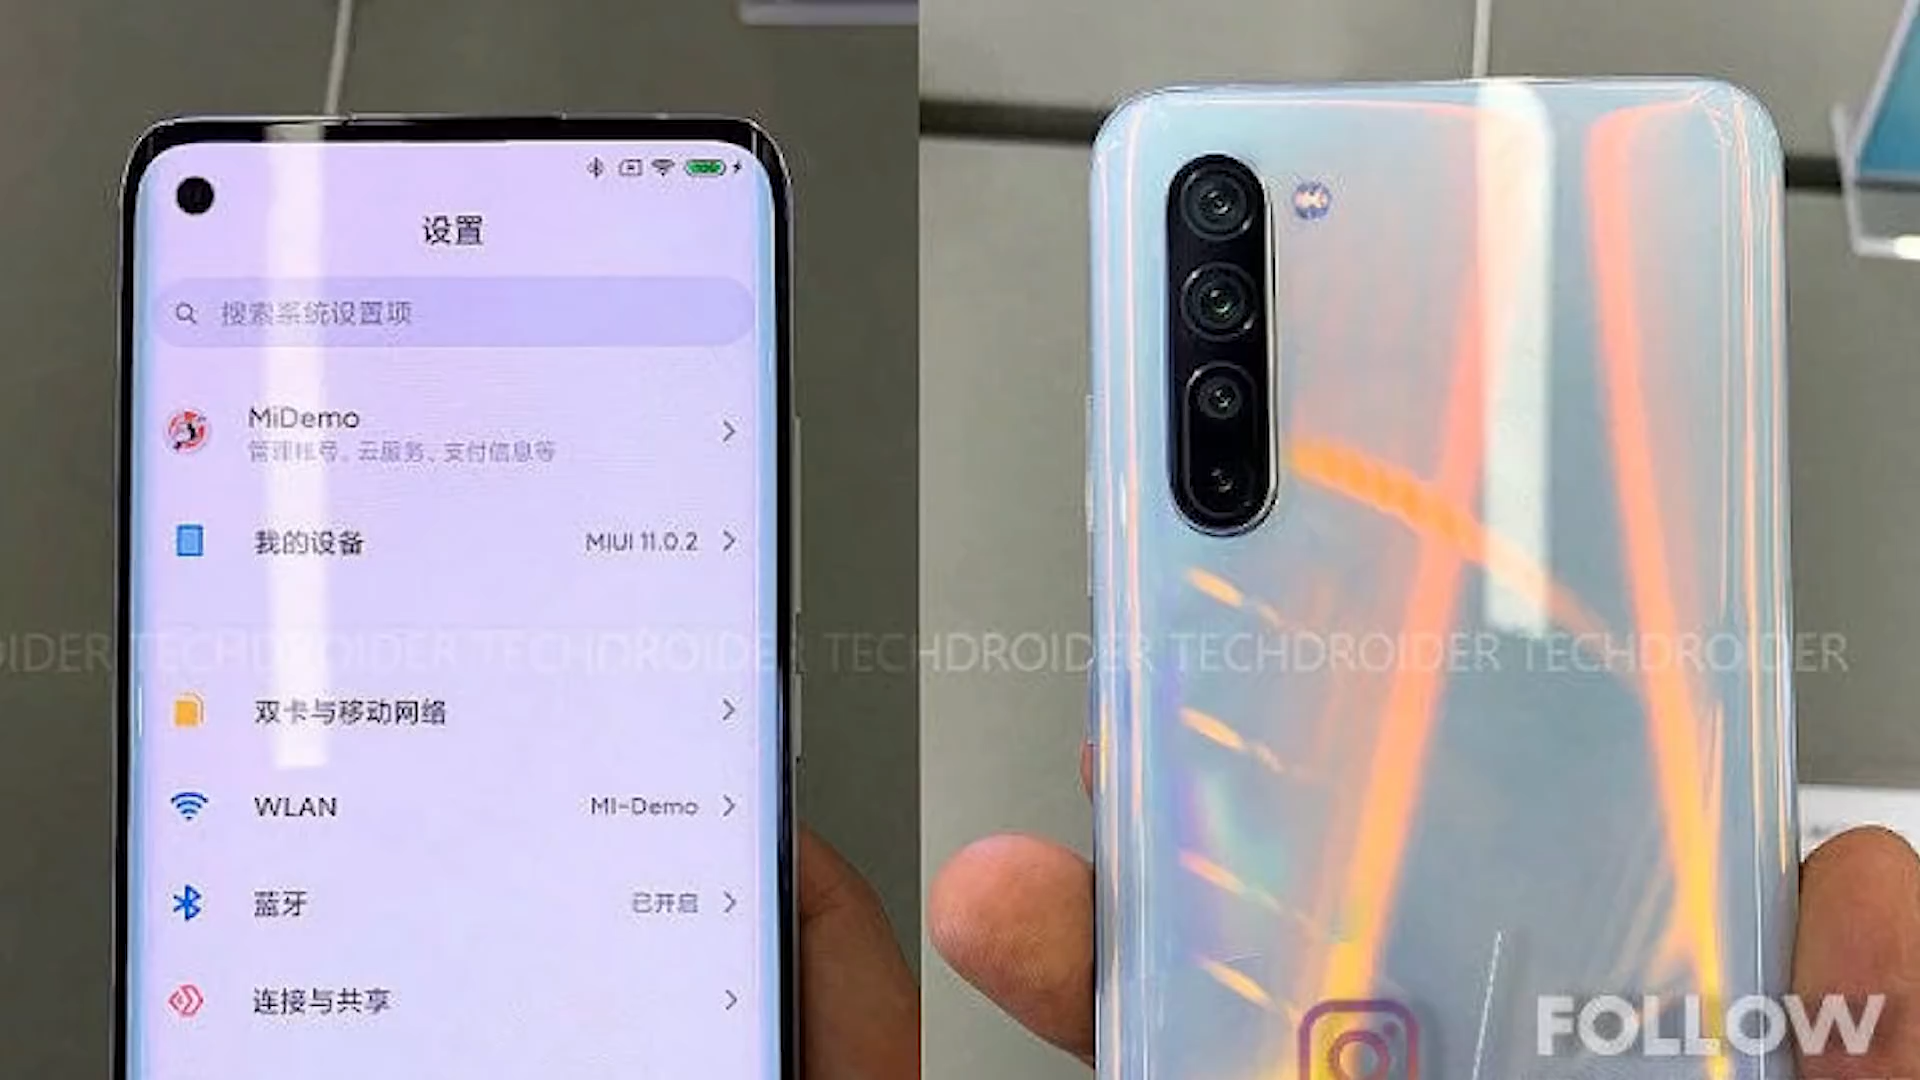 设置
搜索系统设置项
MiDemo
管理帐号、云服务、支付信息等
我的设备 MIUI 11.0.2
OIDER TECHDROIDER TECHDROIDER TECHDROIDER TECHDROIDER TECHDROIDER
双卡与移动网络
WLAN MI-Demo
蓝牙 已开启
连接与共享
FOLLOW